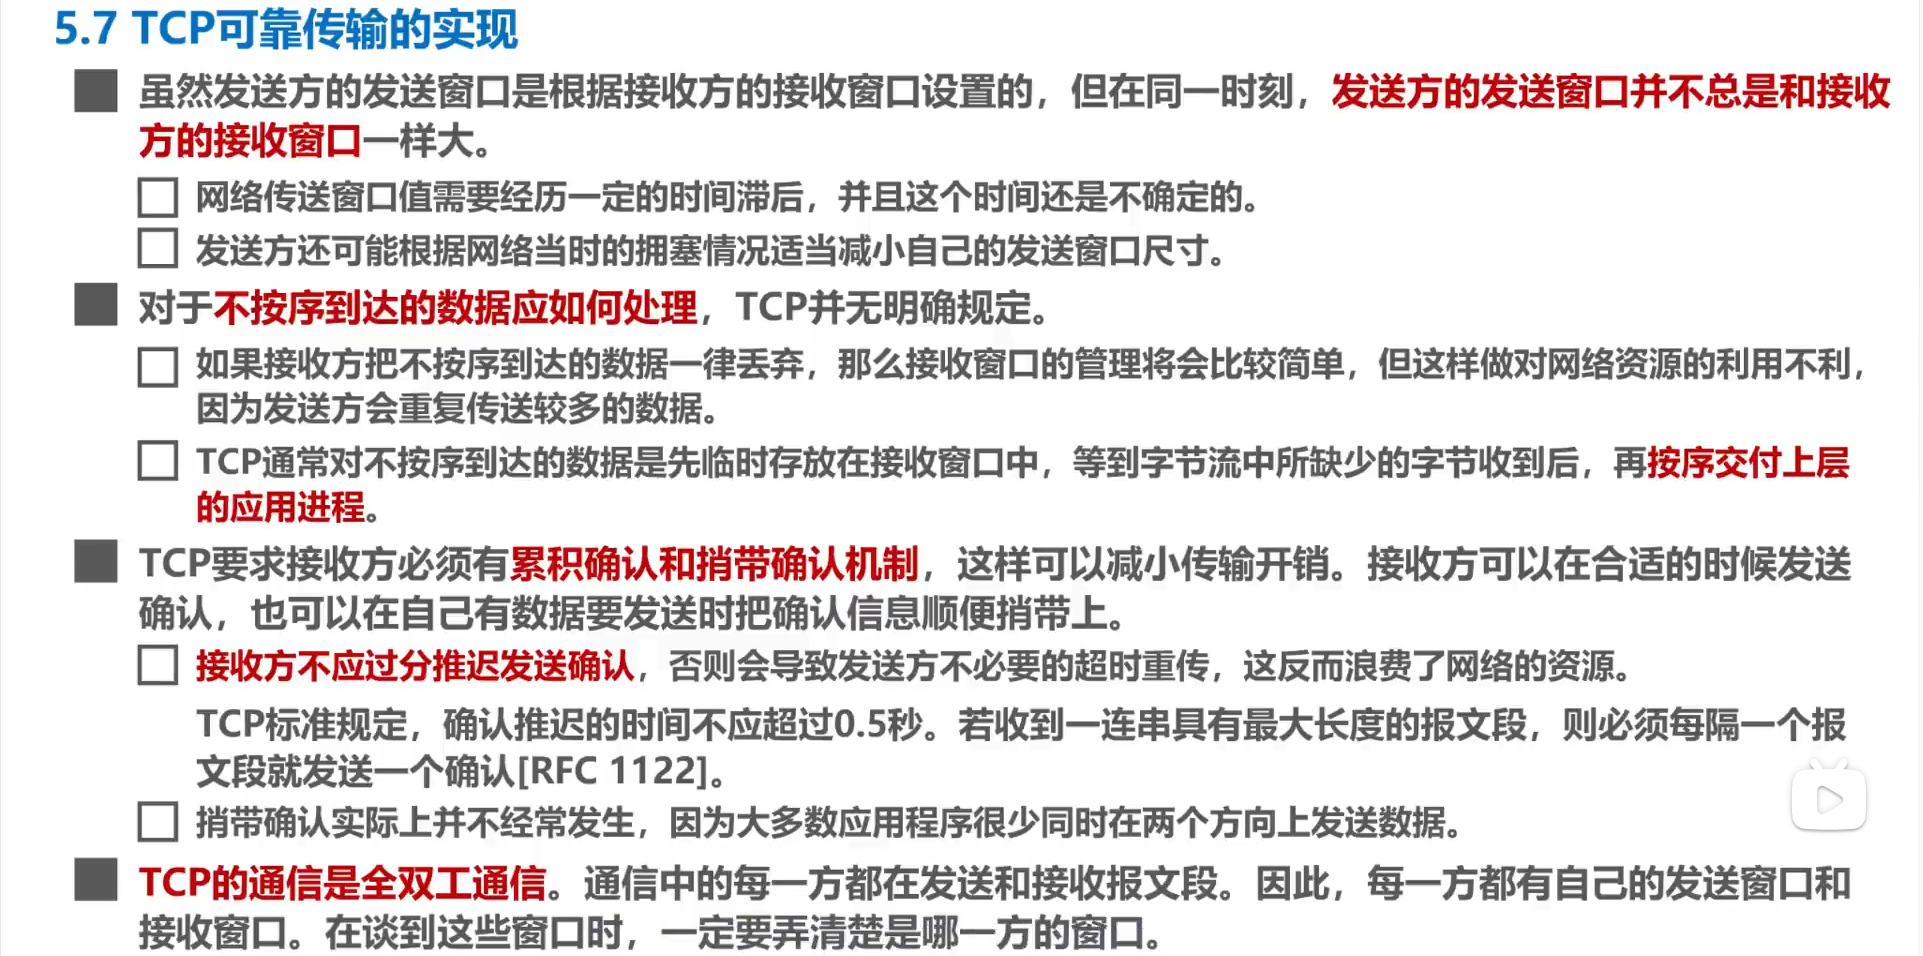 5.7 TCP可靠传输的实现
虽然发送方的发送窗口是根据接收方的接收窗口设置的，但在同一时刻，发送方的发送窗口并不总是和接收
方的接收窗口一样大。
网络传送窗口值需要经历一定的时间滞后，并且这个时间还是不确定的。
发送方还可能根据网络当时的拥塞情况适当减小自己的发送窗口尺寸。
对于不按序到达的数据应如何处理，TCP并无明确规定。
如果接收方把不按序到达的数据一律丢弃，那么接收窗口的管理将会比较简单，但这样做对网络资源的利用不利，
因为发送方会重复传送较多的数据。
TCP通常对不按序到达的数据是先临时存放在接收窗口中，等到字节流中所缺少的字节收到后，再按序交付上层
的应用进程。
TCP要求接收方必须有累积确认和捎带确认机制，这样可以减小传输开销。接收方可以在合适的时候发送
确认，也可以在自己有数据要发送时把确认信息顺便捎带上。
接收方不应过分推迟发送确认，否则会导致发送方不必要的超时重传，这反而浪费了网络的资源。
TCP标准规定，确认推迟的时间不应超过0.5秒。若收到一连串具有最大长度的报文段，则必须每隔一个报
文段就发送一个确认[RFC 1122]。
捎带确认实际上并不经常发生，因为大多数应用程序很少同时在两个方向上发送数据。
TCP的通信是全双工通信。通信中的每一方都在发送和接收报文段。因此，每一方都有自己的发送窗口和
接收窗口。在谈到这些窗口时，一定要弄清楚是哪一方的窗口。